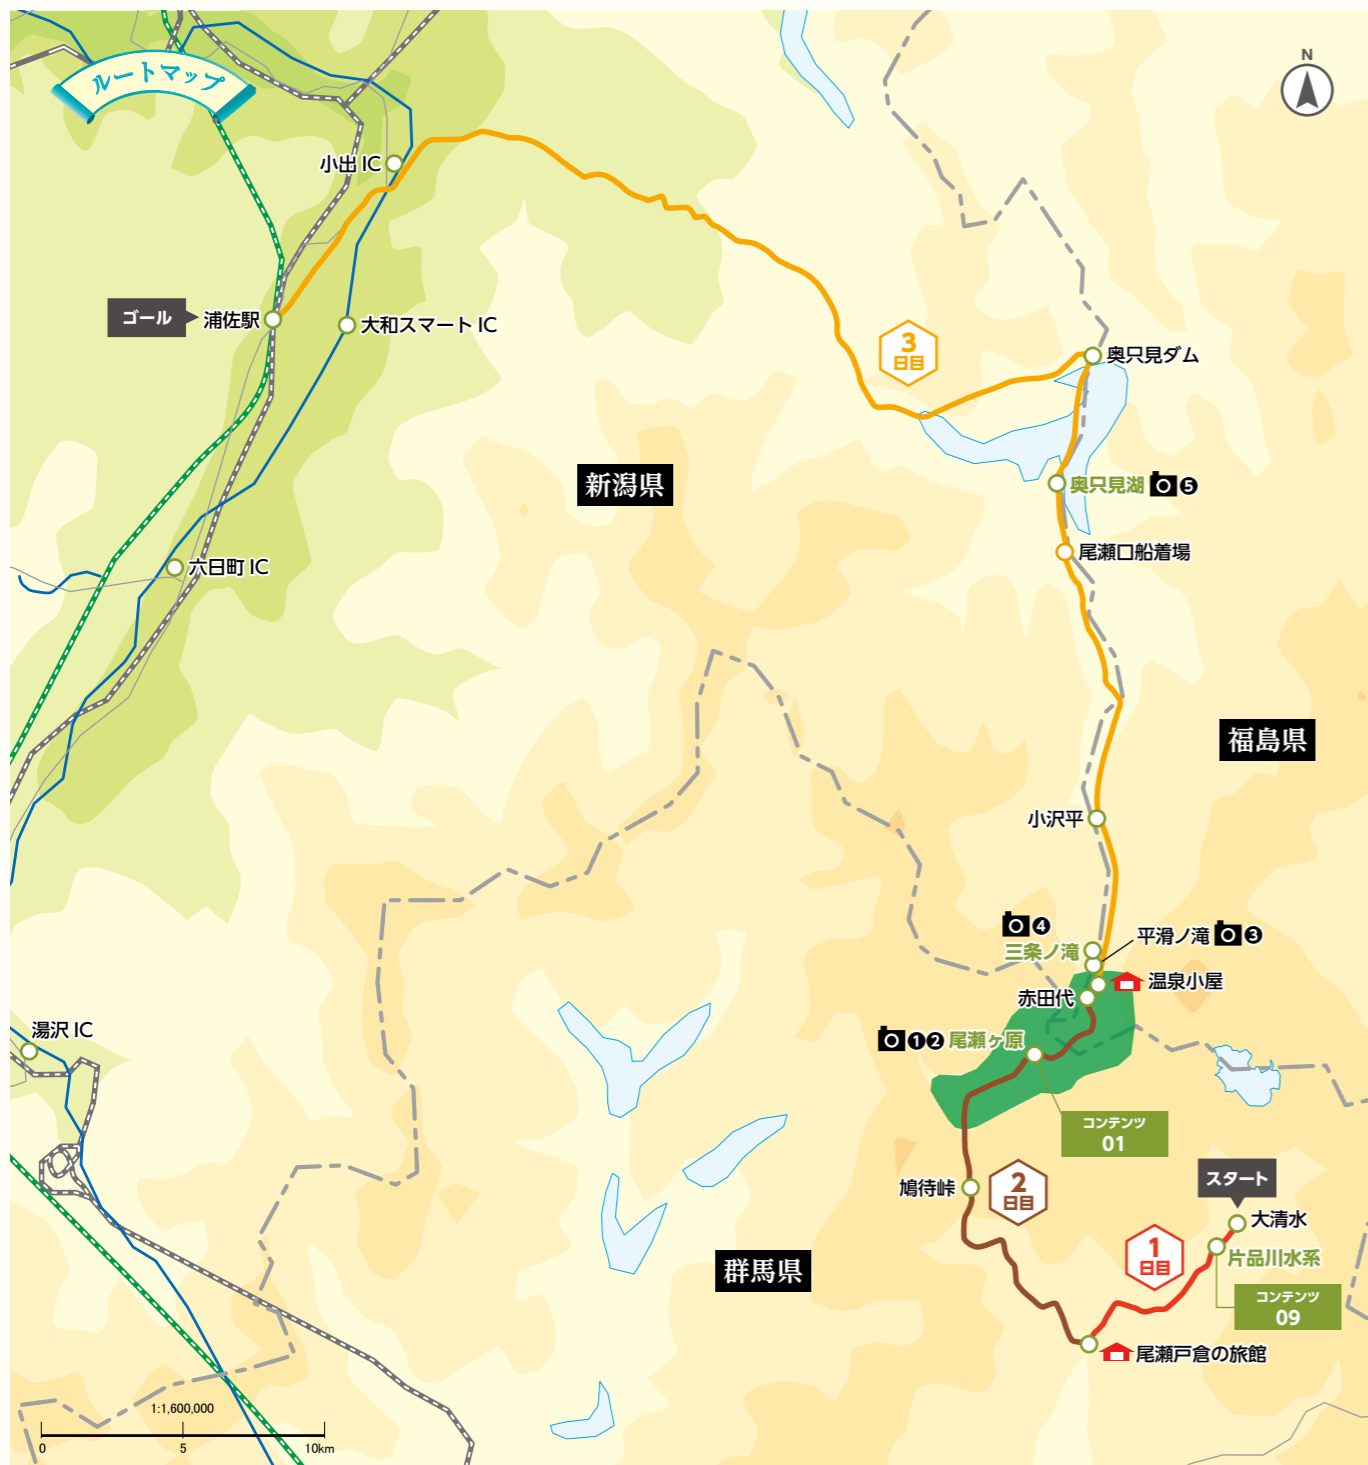 ルートマップ
N
小出 IC
ゴール
浦佐駅
大和スマート IC
3
日目
奥只見ダム
新潟県
奥只見湖 5
尾瀬口船着場
六日町 IC
福島県
小沢平
4
三条ノ滝
平滑ノ滝 3
温泉小屋
赤田代
湯沢 IC
1 2 尾瀬ヶ原
コンテンツ
01
スタート
鳩待峠
2
日目
大清水
1
日目
片品川水系
群馬県
コンテンツ
09
尾瀬戸倉の旅館
1:1,600,000
0 5 10km